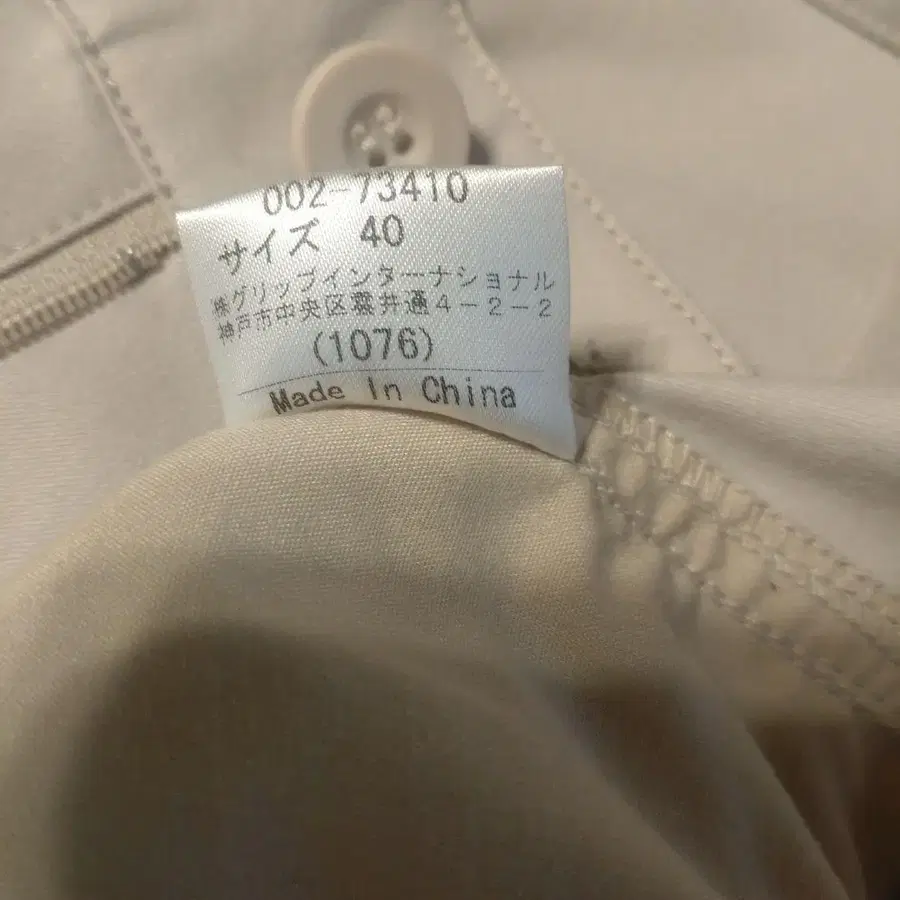 002-73410
サイズ 40
㈱グリップインターナショナル
神戸市中央区雲井通4-2-2
(1076)
Made In China